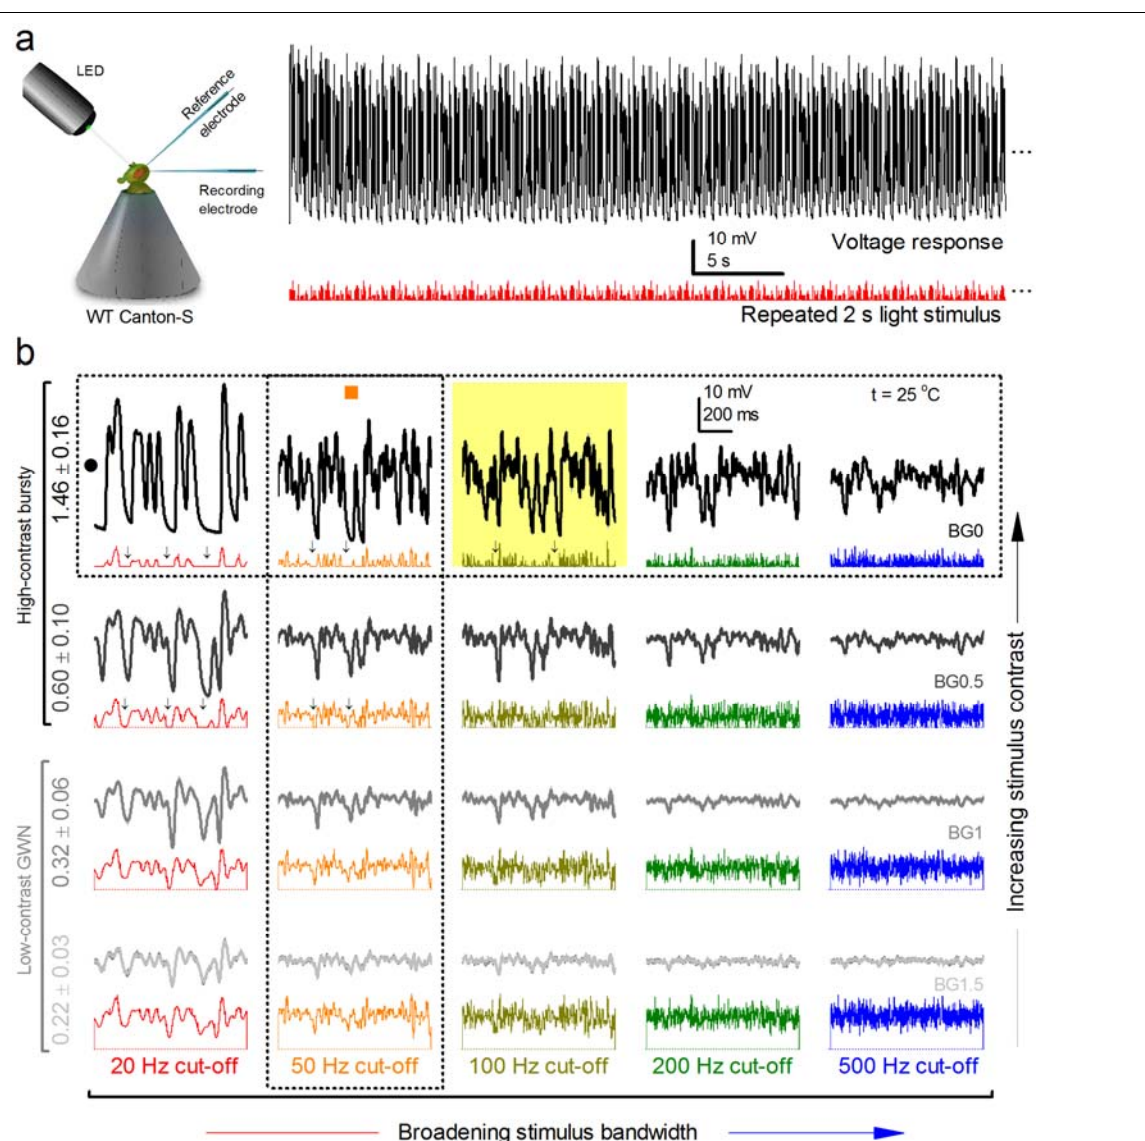 a
LED
Reference
electrode
Recording
electrode
WT Canton-S
...
10 mV
5 s
Voltage response
...
Repeated 2 s light stimulus
b
High-contrast bursty
1.46 ± 0.16
0.60 ± 0.10
Low-contrast GWN
0.32 ± 0.06
0.22 ± 0.03
10 mV
200 ms
t = 25 °C
BG0
BG0.5
BG1
BG1.5
Increasing stimulus contrast
20 Hz cut-off
50 Hz cut-off
100 Hz cut-off
200 Hz cut-off
500 Hz cut-off
Broadening stimulus bandwidth